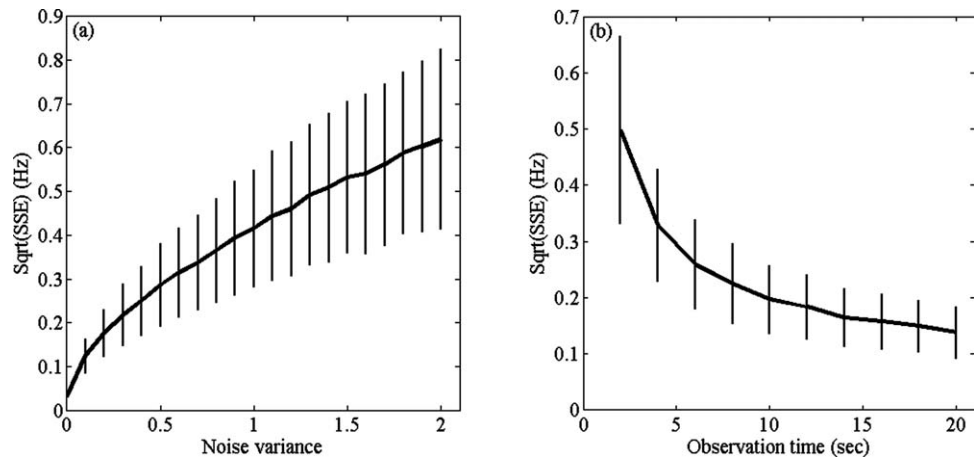 (a)
Sqrt(SSE) (Hz)
0.9
0.8
0.7
0.6
0.5
0.4
0.3
0.2
0.1
0
0 0.5 1 1.5 2
Noise variance
(b)
Sqrt(SSE) (Hz)
0.7
0.6
0.5
0.4
0.3
0.2
0.1
0
0 5 10 15 20
Observation time (sec)